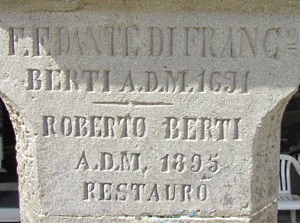 F. F. DANTE DI FRANC=
BERTI A.D.M. 1691
ROBERTO BERTI
A.D.M, 1895
RESTAURÒ